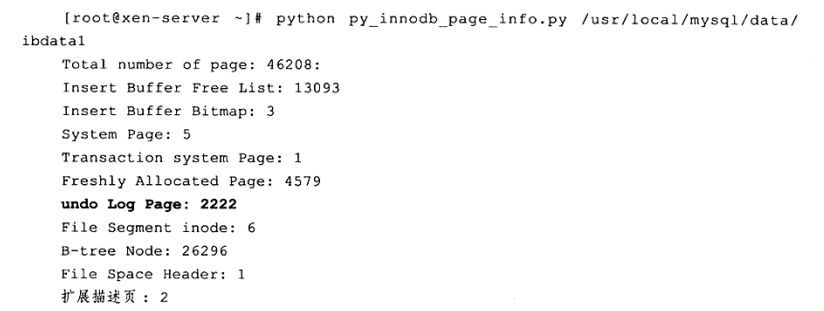 [root@xen-server ~]# python py_innodb_page_info.py /usr/local/mysql/data/
ibdata1
Total number of page: 46208:
Insert Buffer Free List: 13093
Insert Buffer Bitmap: 3
System Page: 5
Transaction system Page: 1
Freshly Allocated Page: 4579
undo Log Page: 2222
File Segment inode: 6
B-tree Node: 26296
File Space Header: 1
扩展描述页: 2